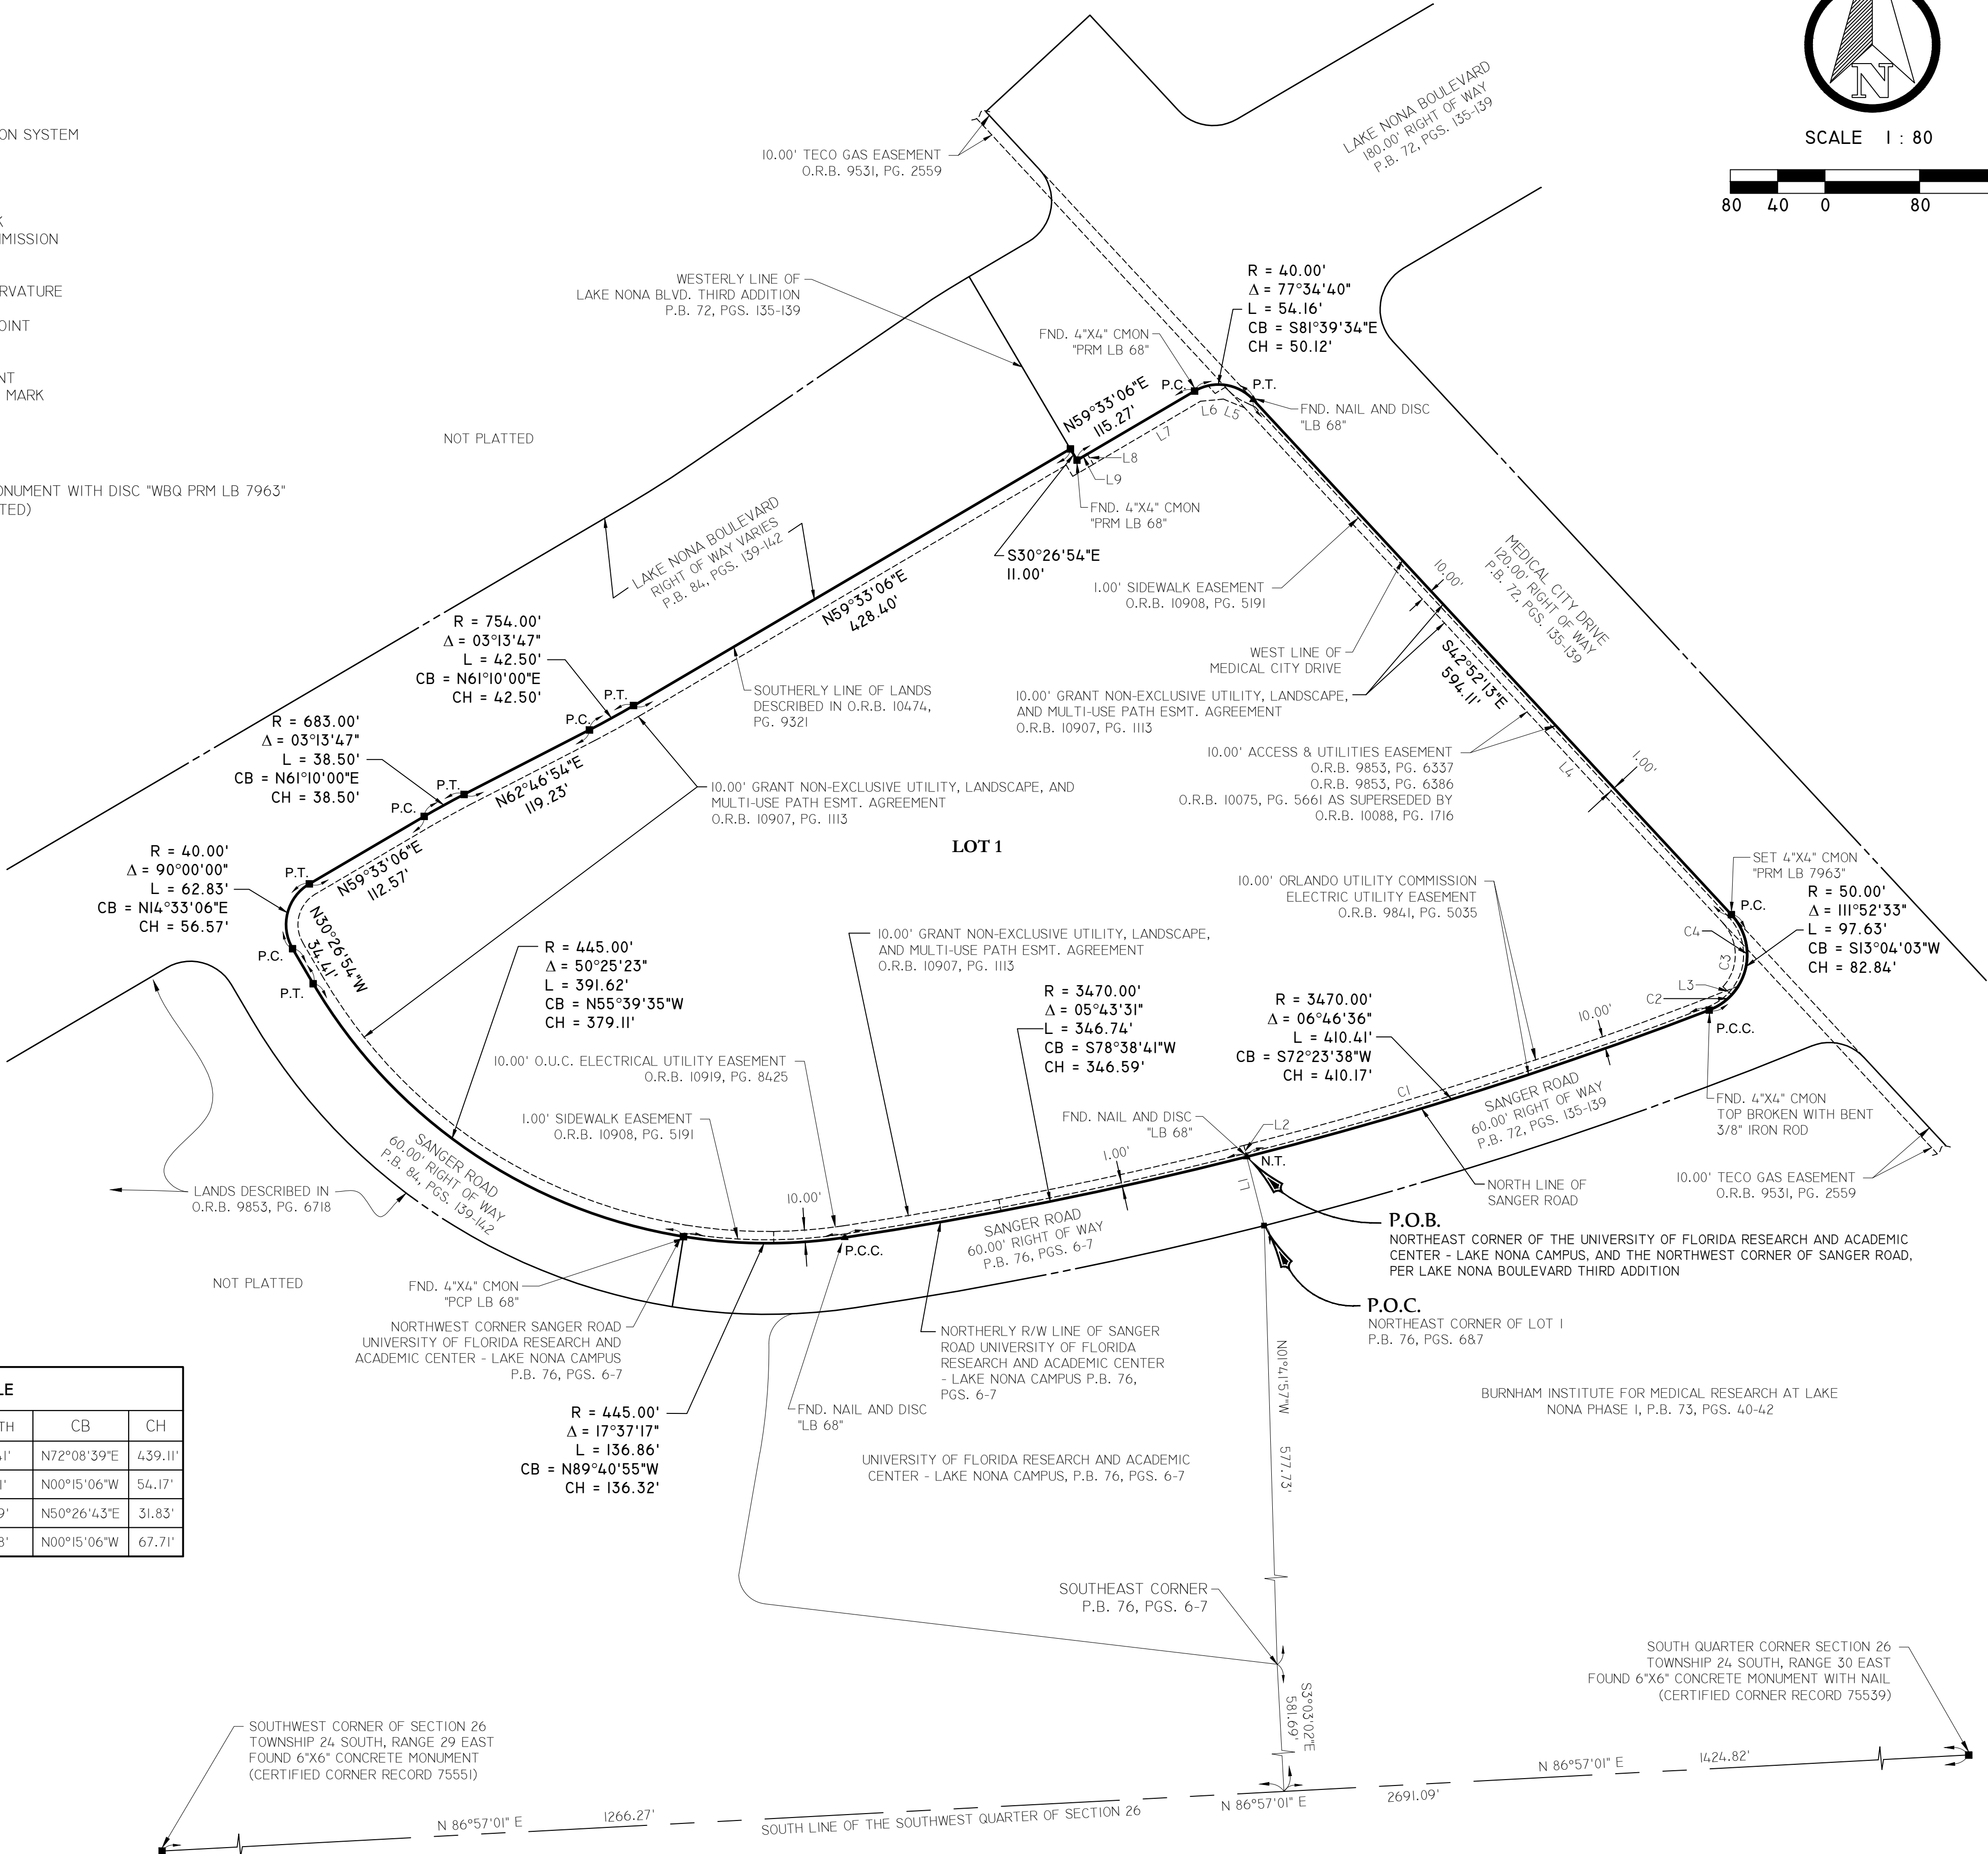 ON SYSTEM
K
MMISSION
RVATURE
OINT
NT
MARK
ONUMENT WITH DISC "WBQ PRM LB 7963"
TED)
N
SCALE 1 : 80
80 40 0 80
LAKE NONA BOULEVARD
180.00' RIGHT OF WAY
P.B. 72, PGS. 135-139
10.00' TECO GAS EASEMENT
O.R.B. 9531, PG. 2559
WESTERLY LINE OF
LAKE NONA BLVD. THIRD ADDITION
P.B. 72, PGS. 135-139
R = 40.00'
Δ = 77°34'40"
L = 54.16'
CB = S81°39'34"E
CH = 50.12'
FND. 4"X4" CMON
"PRM LB 68"
P.C.
P.T.
FND. NAIL AND DISC
"LB 68"
N59°33'06"E
115.27'
L6
L5
L7
L8
L9
FND. 4"X4" CMON
"PRM LB 68"
S30°26'54"E
11.00'
NOT PLATTED
LAKE NONA BOULEVARD
RIGHT OF WAY VARIES
P.B. 84, PGS. 139-142
N59°33'06"E
428.40'
1.00' SIDEWALK EASEMENT
O.R.B. 10908, PG. 5191
10.00'
MEDICAL CITY DRIVE
120.00' RIGHT OF WAY
P.B. 72, PGS. 135-139
WEST LINE OF
MEDICAL CITY DRIVE
S42°52'13"E
594.11'
R = 754.00'
Δ = 03°13'47"
L = 42.50'
CB = N61°10'00"E
CH = 42.50'
P.T.
P.C.
SOUTHERLY LINE OF LANDS
DESCRIBED IN O.R.B. 10474,
PG. 9321
10.00' GRANT NON-EXCLUSIVE UTILITY, LANDSCAPE,
AND MULTI-USE PATH ESMT. AGREEMENT
O.R.B. 10907, PG. 1113
R = 683.00'
Δ = 03°13'47"
L = 38.50'
CB = N61°10'00"E
CH = 38.50'
P.T.
P.C.
N62°46'54"E
119.23'
10.00' ACCESS & UTILITIES EASEMENT
O.R.B. 9853, PG. 6337
O.R.B. 9853, PG. 6386
O.R.B. 10075, PG. 5661 AS SUPERSEDED BY
O.R.B. 10088, PG. 1716
L4
1.00'
10.00' GRANT NON-EXCLUSIVE UTILITY, LANDSCAPE, AND
MULTI-USE PATH ESMT. AGREEMENT
O.R.B. 10907, PG. 1113
LOT 1
R = 40.00'
Δ = 90°00'00"
L = 62.83'
CB = N14°33'06"E
CH = 56.57'
P.T.
N59°33'06"E
112.57'
N30°26'54"W
34.41'
P.C.
P.T.
SET 4"X4" CMON
"PRM LB 7963"
P.C.
R = 50.00'
Δ = 111°52'33"
L = 97.63'
CB = S13°04'03"W
CH = 82.84'
10.00' ORLANDO UTILITY COMMISSION
ELECTRIC UTILITY EASEMENT
O.R.B. 9841, PG. 5035
C4
C3
L3
C2
10.00'
P.C.C.
R = 445.00'
Δ = 50°25'23"
L = 391.62'
CB = N55°39'35"W
CH = 379.11'
10.00' GRANT NON-EXCLUSIVE UTILITY, LANDSCAPE,
AND MULTI-USE PATH ESMT. AGREEMENT
O.R.B. 10907, PG. 1113
R = 3470.00'
Δ = 05°43'31"
L = 346.74'
CB = S78°38'41"W
CH = 346.59'
R = 3470.00'
Δ = 06°46'36"
L = 410.41'
CB = S72°23'38"W
CH = 410.17'
10.00' O.U.C. ELECTRICAL UTILITY EASEMENT
O.R.B. 10919, PG. 8425
1.00' SIDEWALK EASEMENT
O.R.B. 10908, PG. 5191
FND. NAIL AND DISC
"LB 68"
L2
C1
SANGER ROAD
60.00' RIGHT OF WAY
P.B. 72, PGS. 135-139
FND. 4"X4" CMON
TOP BROKEN WITH BENT
3/8" IRON ROD
1.00'
N.T.
L1
NORTH LINE OF
SANGER ROAD
10.00' TECO GAS EASEMENT
O.R.B. 9531, PG. 2559
LANDS DESCRIBED IN
O.R.B. 9853, PG. 6718
SANGER ROAD
60.00' RIGHT OF WAY
P.B. 84, PGS. 139-142
10.00'
P.C.C.
SANGER ROAD
60.00' RIGHT OF WAY
P.B. 76, PGS. 6-7
P.O.B.
NORTHEAST CORNER OF THE UNIVERSITY OF FLORIDA RESEARCH AND ACADEMIC
CENTER - LAKE NONA CAMPUS, AND THE NORTHWEST CORNER OF SANGER ROAD,
PER LAKE NONA BOULEVARD THIRD ADDITION
P.O.C.
NORTHEAST CORNER OF LOT 1
P.B. 76, PGS. 6&7
NOT PLATTED
FND. 4"X4" CMON
"PCP LB 68"
NORTHWEST CORNER SANGER ROAD
UNIVERSITY OF FLORIDA RESEARCH AND
ACADEMIC CENTER - LAKE NONA CAMPUS
P.B. 76, PGS. 6-7
NORTHERLY R/W LINE OF SANGER
ROAD UNIVERSITY OF FLORIDA
RESEARCH AND ACADEMIC CENTER
- LAKE NONA CAMPUS P.B. 76,
PGS. 6-7
FND. NAIL AND DISC
"LB 68"
R = 445.00'
Δ = 17°37'17"
L = 136.86'
CB = N89°40'55"W
CH = 136.32'
N01°41'57"W 577.73'
BURNHAM INSTITUTE FOR MEDICAL RESEARCH AT LAKE
NONA PHASE 1, P.B. 73, PGS. 40-42
UNIVERSITY OF FLORIDA RESEARCH AND ACADEMIC
CENTER - LAKE NONA CAMPUS, P.B. 76, PGS. 6-7
LE
TH CB CH
41' N72°08'39"E 439.11'
1' N00°15'06"W 54.17'
9' N50°26'43"E 31.83'
8' N00°15'06"W 67.71'
SOUTHEAST CORNER
P.B. 76, PGS. 6-7
S3°03'02"E
581.69'
SOUTH QUARTER CORNER SECTION 26
TOWNSHIP 24 SOUTH, RANGE 30 EAST
FOUND 6"X6" CONCRETE MONUMENT WITH NAIL
(CERTIFIED CORNER RECORD 75539)
SOUTHWEST CORNER OF SECTION 26
TOWNSHIP 24 SOUTH, RANGE 29 EAST
FOUND 6"X6" CONCRETE MONUMENT
(CERTIFIED CORNER RECORD 75551)
N 86°57'01" E 1266.27'
SOUTH LINE OF THE SOUTHWEST QUARTER OF SECTION 26
N 86°57'01" E 2691.09'
N 86°57'01" E 1424.82'